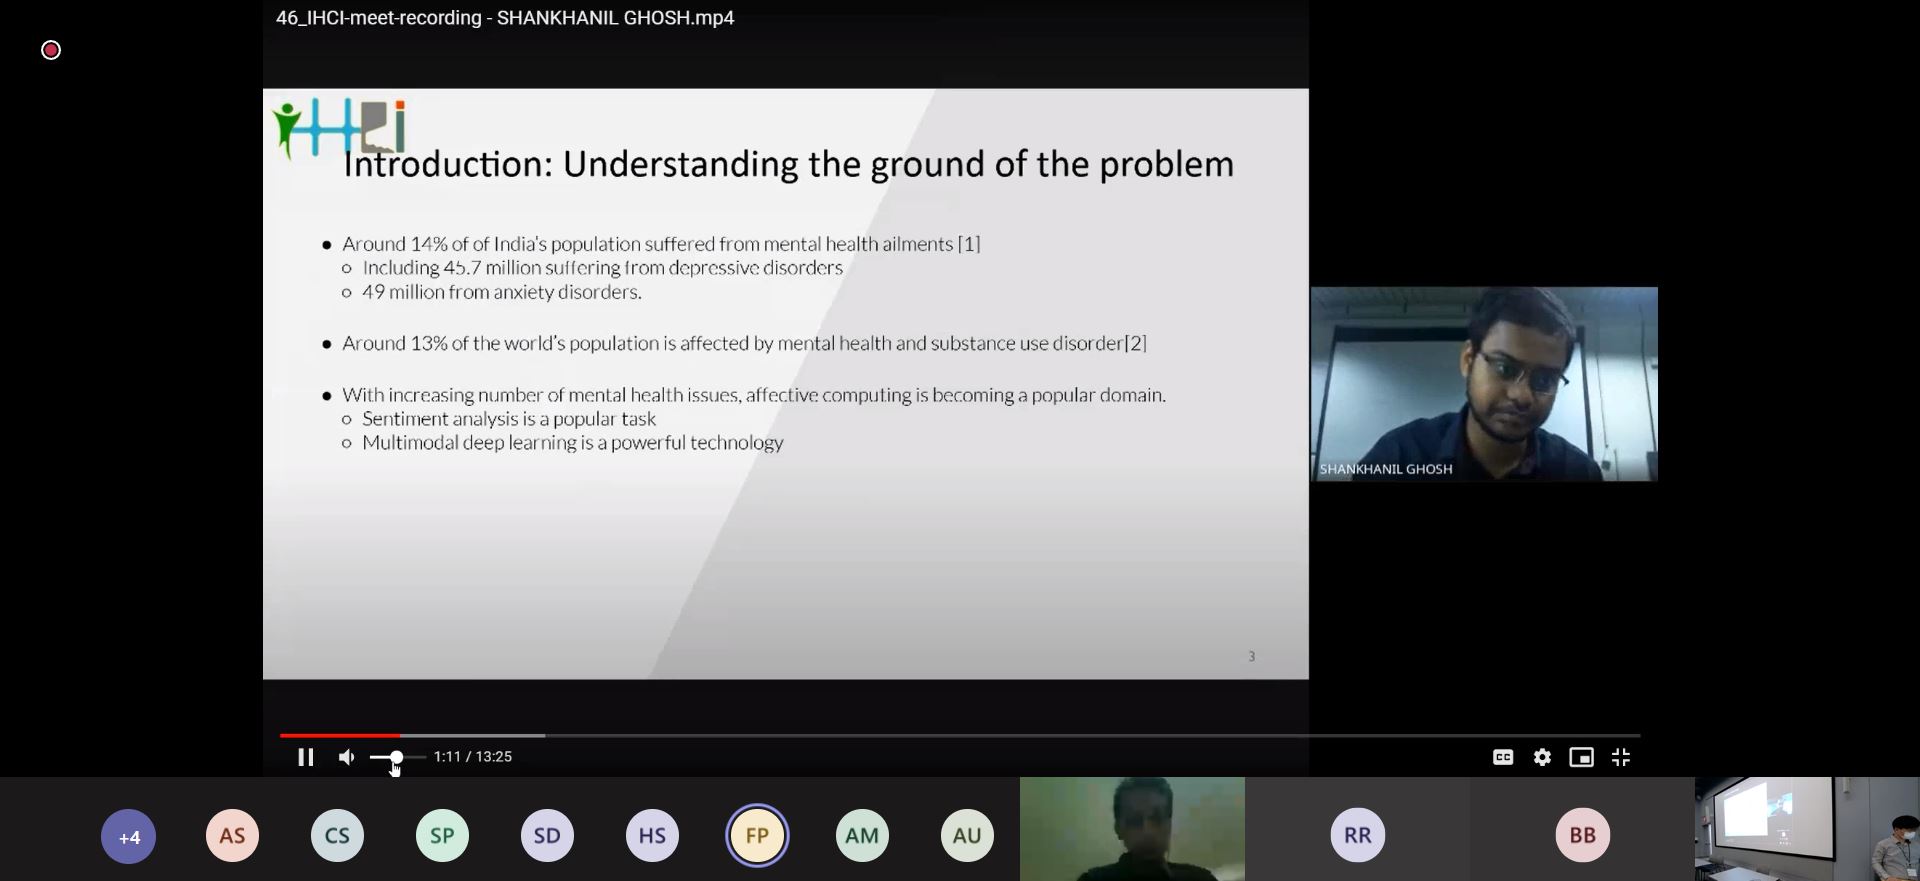 46_IHCI-meet-recording - SHANKHANIL GHOSH.mp4
iHCi
Introduction: Understanding the ground of the problem
● Around 14% of of India's population suffered from mental health ailments [1]
○ Including 45.7 million suffering from depressive disorders
○ 49 million from anxiety disorders.
● Around 13% of the world's population is affected by mental health and substance use disorder[2]
● With increasing number of mental health issues, affective computing is becoming a popular domain.
○ Sentiment analysis is a popular task
○ Multimodal deep learning is a powerful technology
SHANKHANIL GHOSH
3
1:11 / 13:25
CC
+4 AS CS SP SD HS FP AM AU RR BB